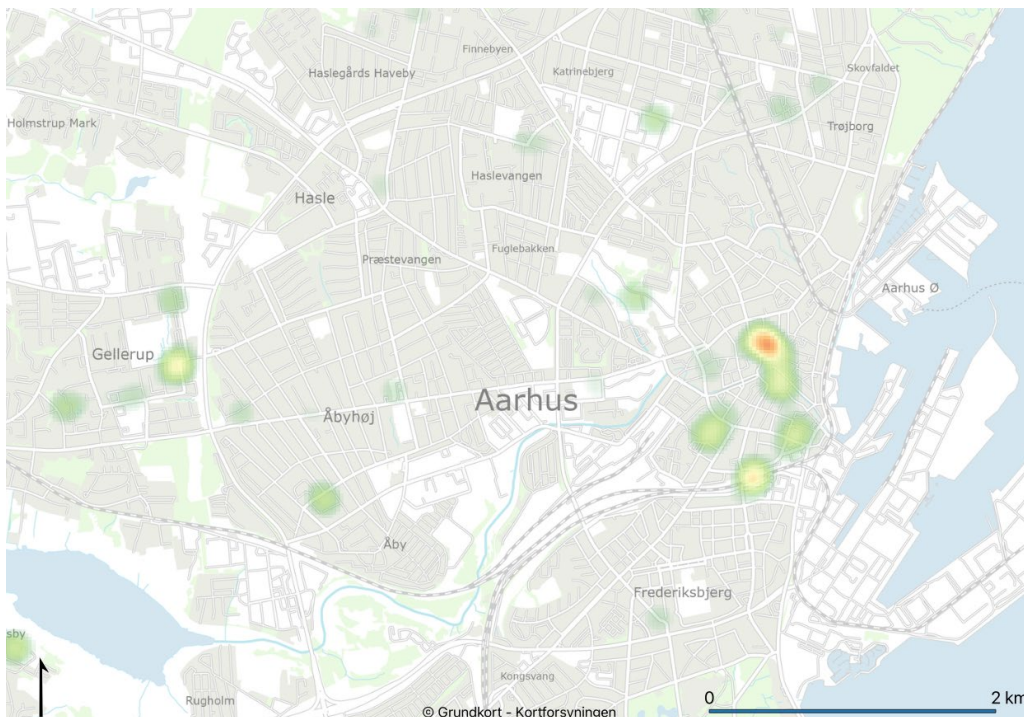 Finnebyen
Skovfaldet
Haslegårds Haveby
Katrinebjerg
Holmstrup Mark
Trøjborg
Haslevangen
Hasle
Fuglebakken
Præstevangen
Aarhus Ø
Gellerup
Aarhus
Åbyhøj
Åby
Frederiksbjerg
sby
Kongsvang
Rugholm
0
2 km
© Grundkort - Kortforsyningen